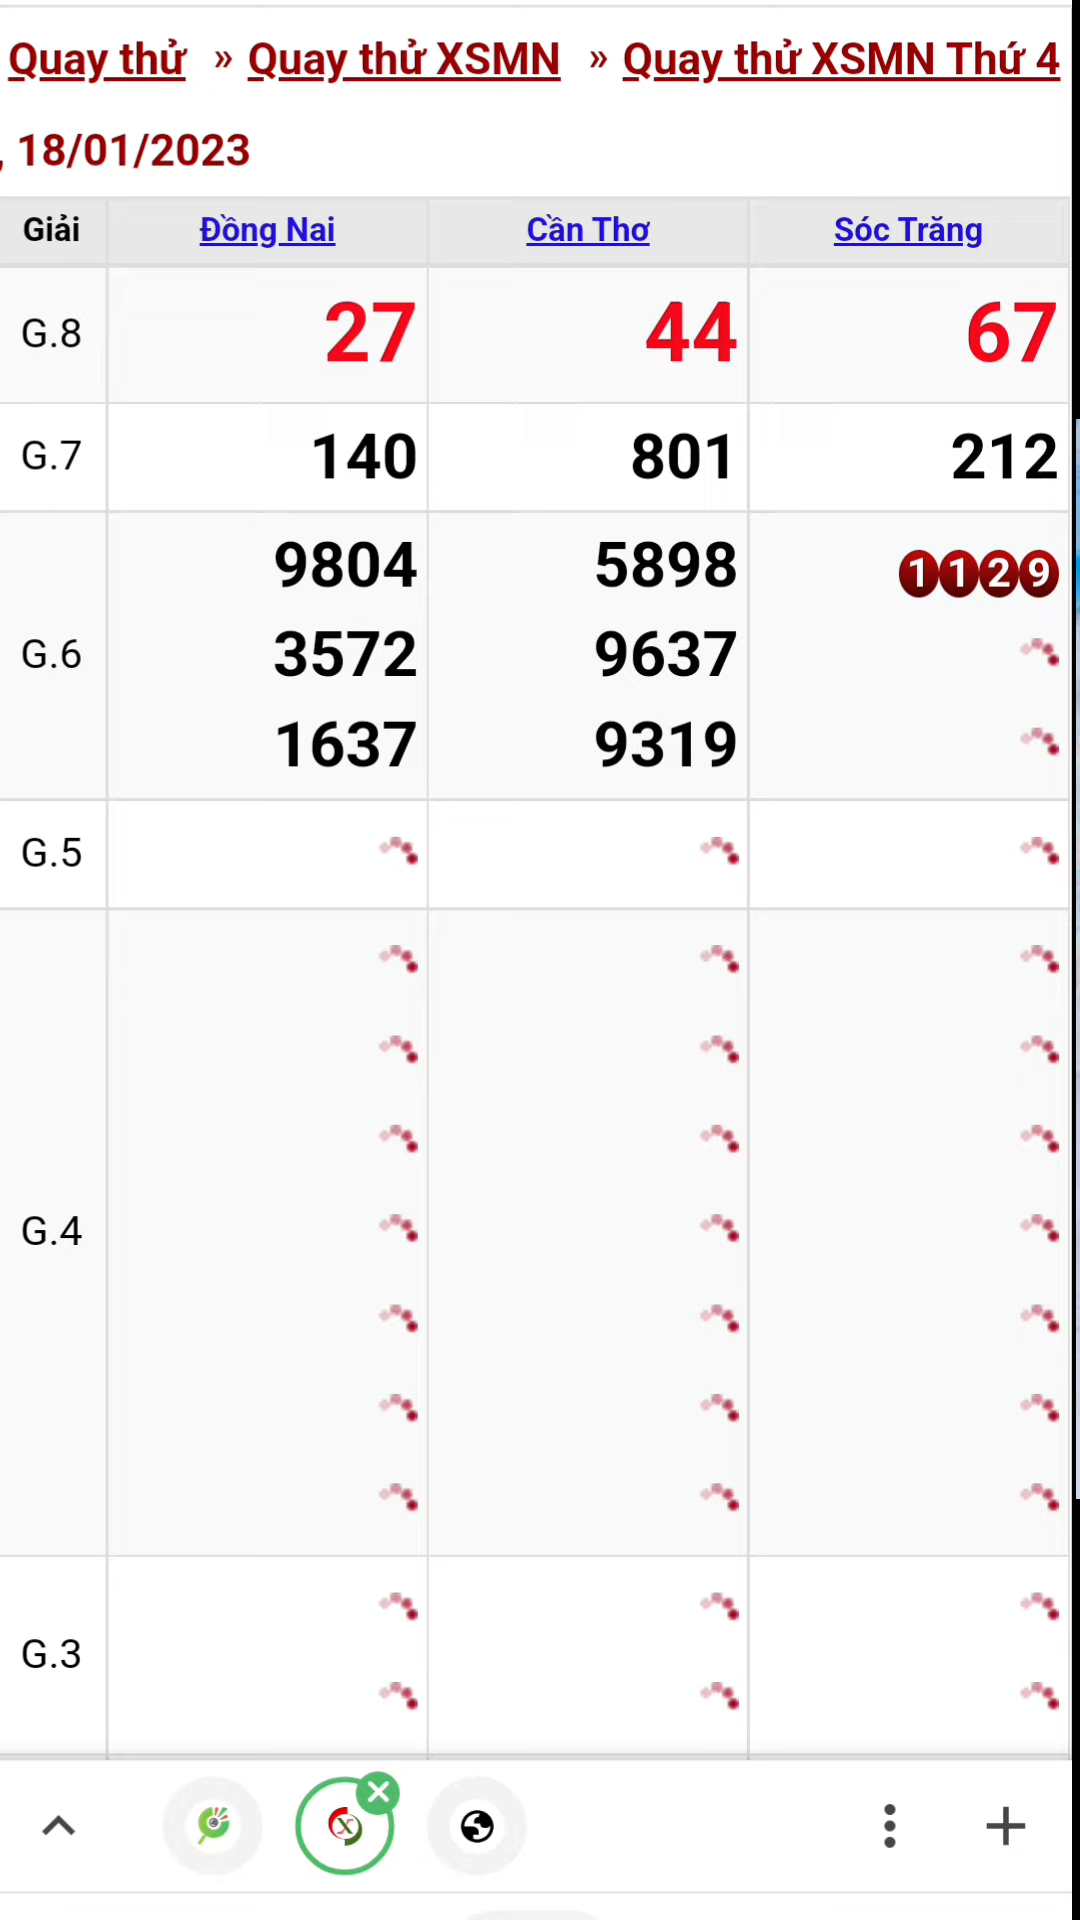 Quay thử » Quay thử XSMN » Quay thử XSMN Thứ 4
, 18/01/2023
Giải Đồng Nai Cần Thơ Sóc Trăng
G.8 27 44 67
G.7 140 801 212
9804 5898 1129
G.6 3572 9637
1637 9319
G.5
G.4
G.3